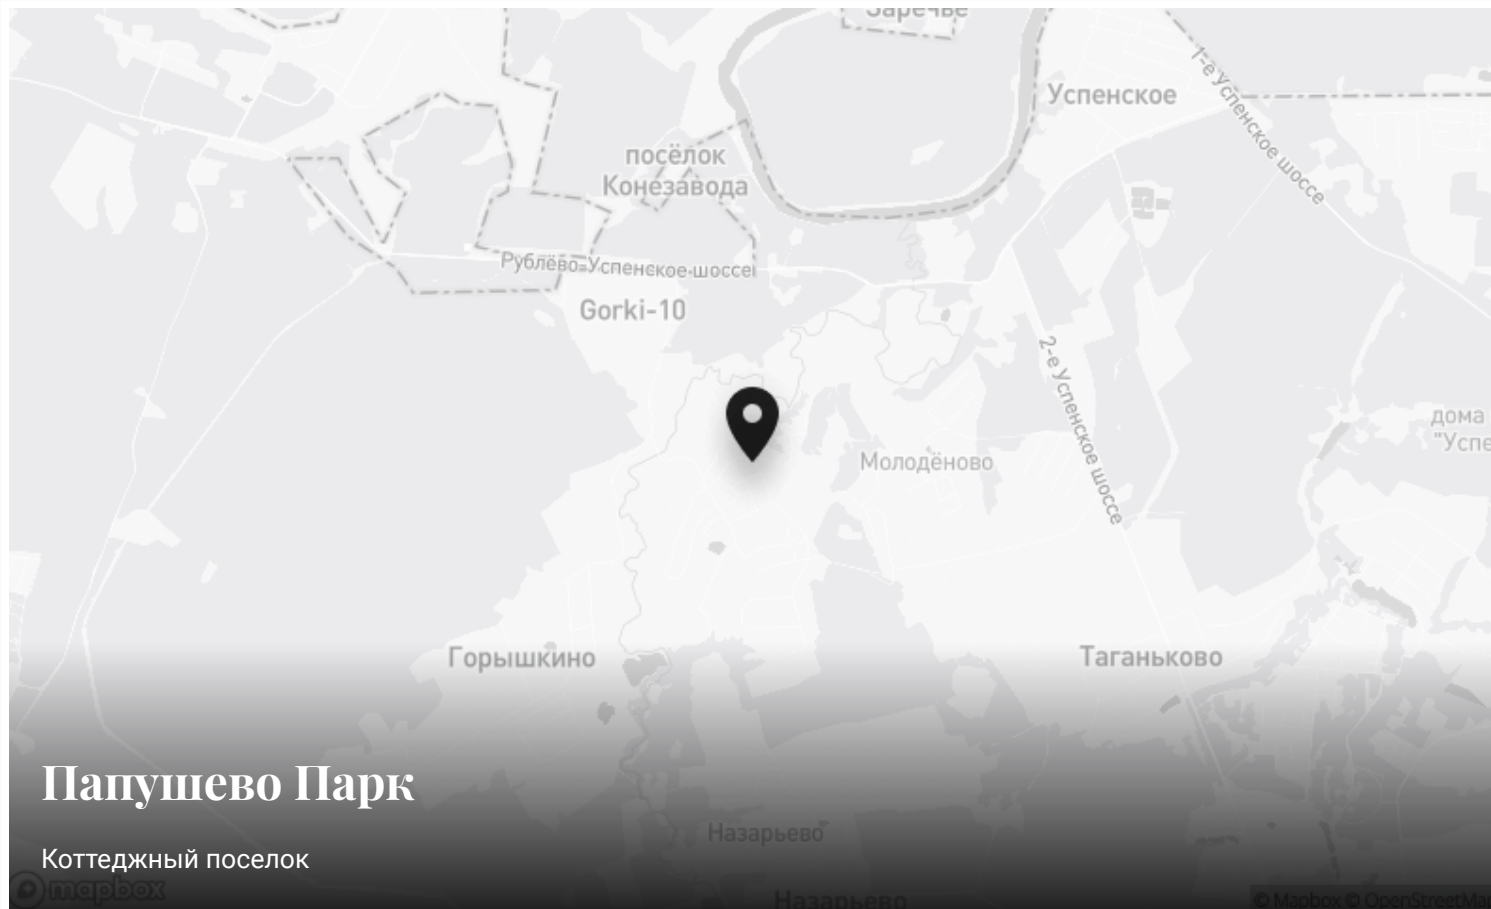 Заречье
Успенское
1-е Успенское шоссе
посёлок
Конезавода
Рублёво-Успенское шоссе
Gorki-10
2-е Успенское шоссе
дома
"Успе
Молодёново
Горышкино
Таганьково
Папушево Парк
Назарьево
Коттеджный поселок
mapbox
Назарьево
© Mapbox © OpenStreetMap